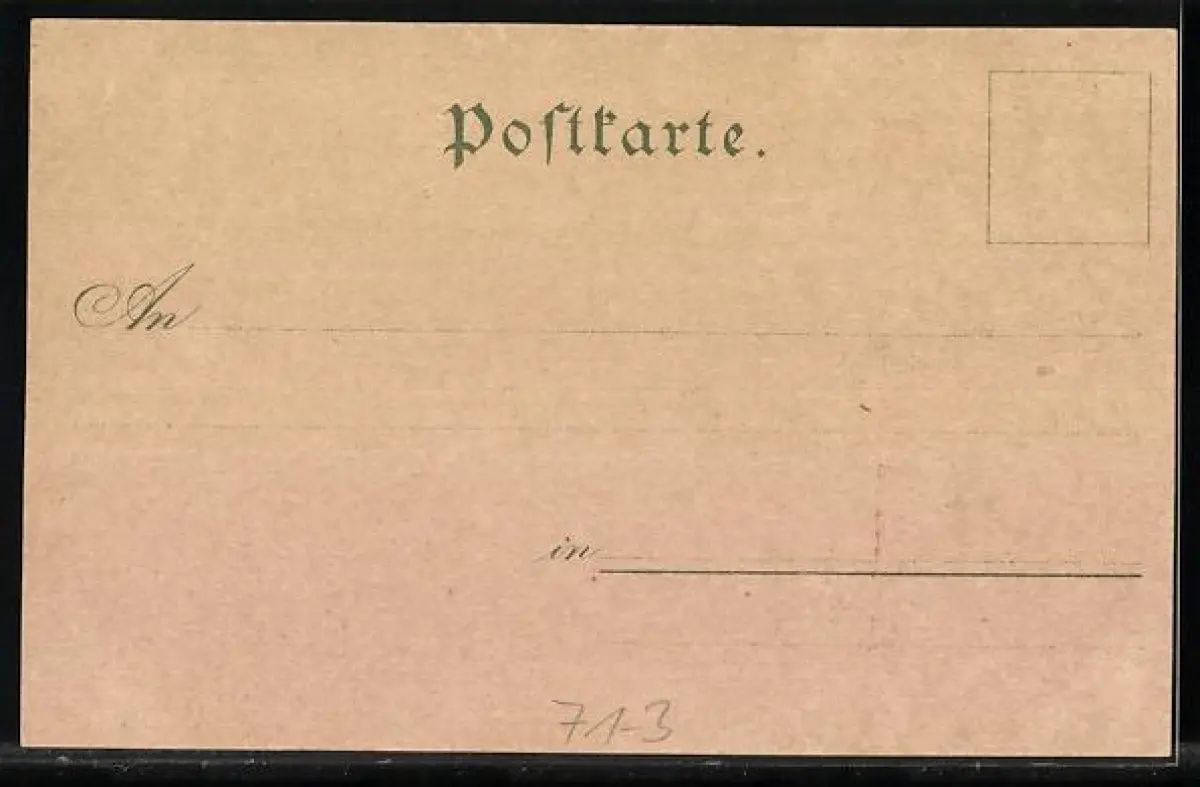 Postkarte.
An
in
71-3